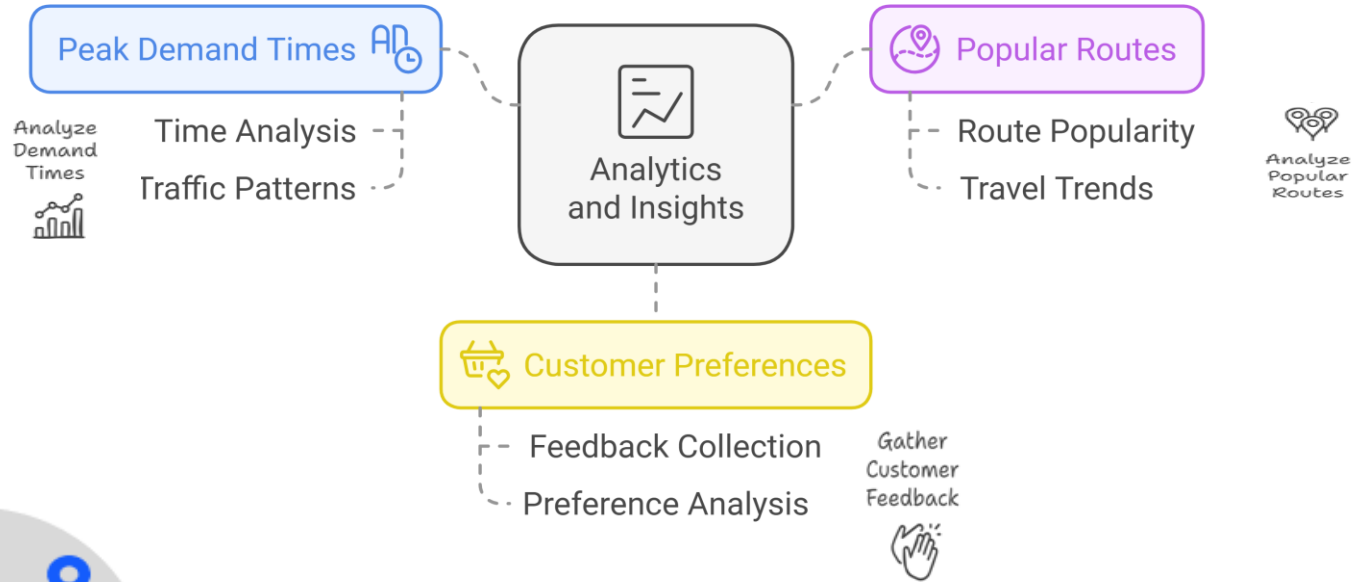 Peak Demand Times
Analyze
Demand
Times
Time Analysis
Traffic Patterns
Analytics
and Insights
Popular Routes
Route Popularity
Travel Trends
Analyze
Popular
Routes
Customer Preferences
Feedback Collection
Preference Analysis
Gather
Customer
Feedback